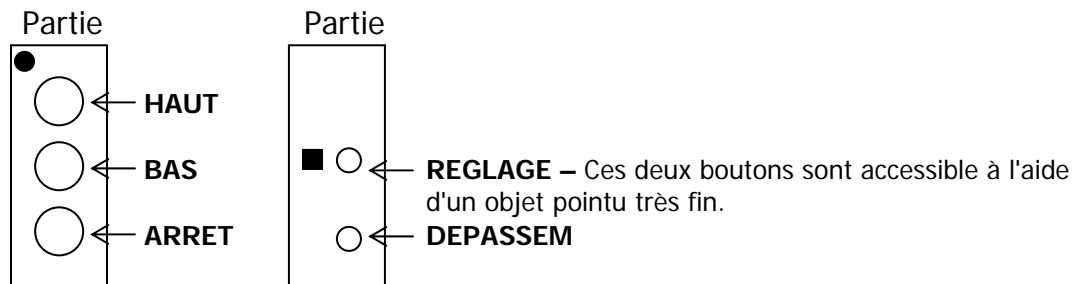 Partie
Partie
HAUT
BAS
ARRET
REGLAGE – Ces deux boutons sont accessible à l'aide
d'un objet pointu très fin.
DEPASSEM